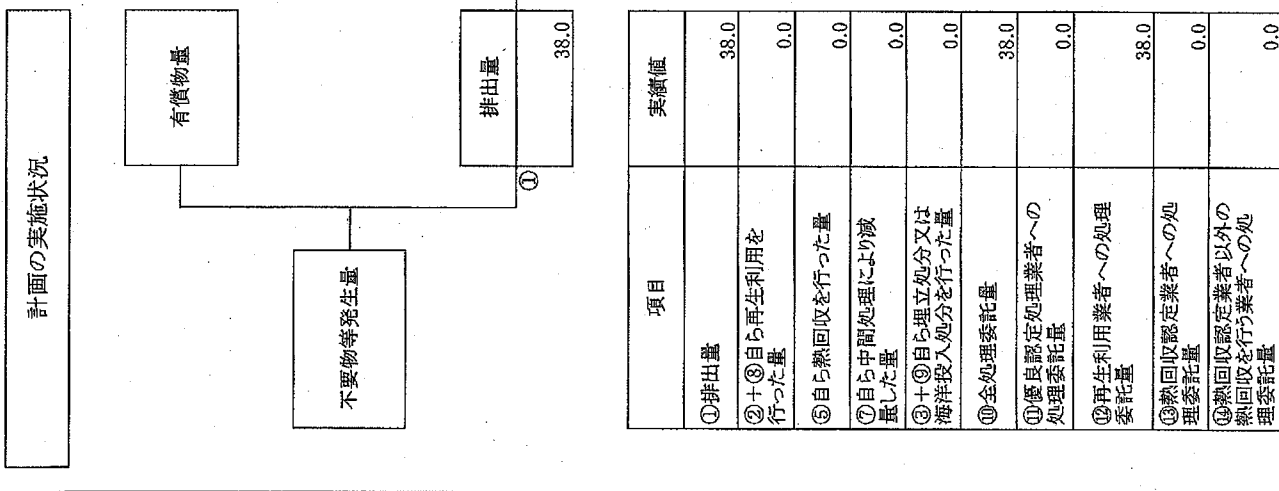 計画の実施状況
有償物量
不要物等発生量
排出量
①
38.0
項目
実績値
①排出量
38.0
②+⑧自ら再生利用を
行った量
0.0
⑤自ら熱回収を行った量
0.0
⑦自ら中間処理により減
量した量
0.0
③+⑨自ら埋立処分又は
海洋投入処分を行った量
0.0
⑩全処理委託量
38.0
⑪優良認定処理業者への
処理委託量
0.0
⑫再生利用業者への処理
委託量
38.0
⑬熱回収認定業者への処
理委託量
0.0
⑭熱回収認定業者以外の
熱回収を行う業者への処
理委託量
0.0